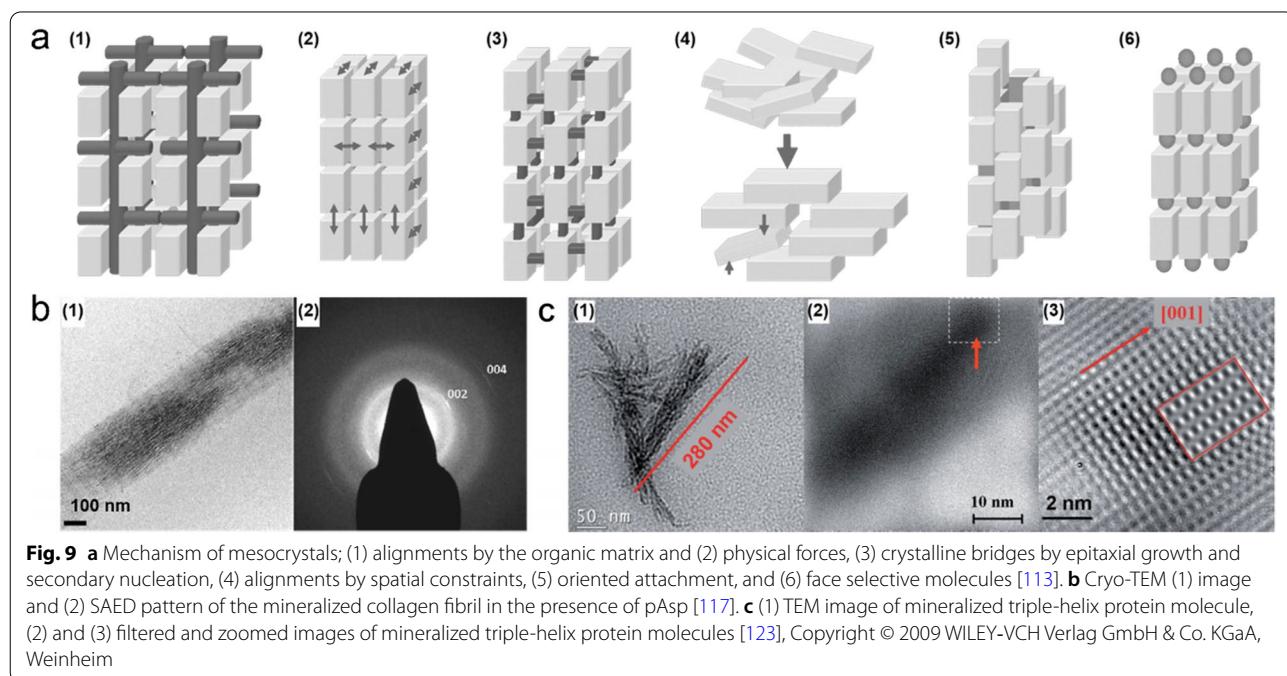 a (1) (2) (3) (4) (5) (6)
b (1) (2) c (1) (2) (3)
[001]
004
002
280 nm
100 nm
50 nm
10 nm
2 nm
Fig. 9 a Mechanism of mesocrystals; (1) alignments by the organic matrix and (2) physical forces, (3) crystalline bridges by epitaxial growth and
secondary nucleation, (4) alignments by spatial constraints, (5) oriented attachment, and (6) face selective molecules [113]. b Cryo-TEM (1) image
and (2) SAED pattern of the mineralized collagen fibril in the presence of pAsp [117]. c (1) TEM image of mineralized triple-helix protein molecule,
(2) and (3) filtered and zoomed images of mineralized triple-helix protein molecules [123], Copyright © 2009 WILEY-VCH Verlag GmbH & Co. KGaA,
Weinheim